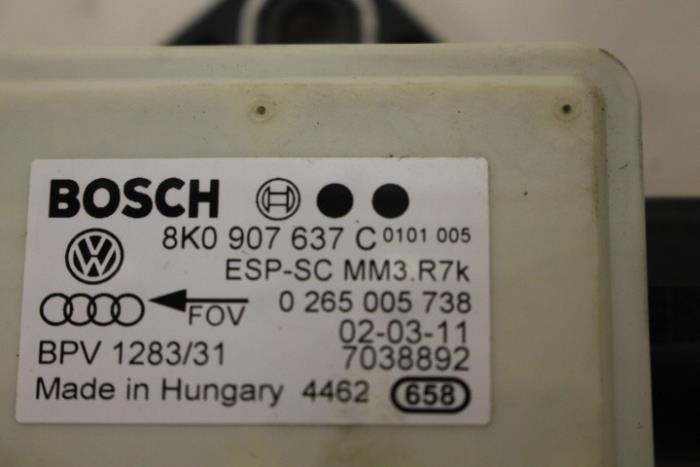 BOSCH
8K0 907 637 C 0101 005
ESP-SC MM3.R7k
FOV 0 265 005 738
02-03-11
BPV 1283/31 7038892
Made in Hungary 4462 658